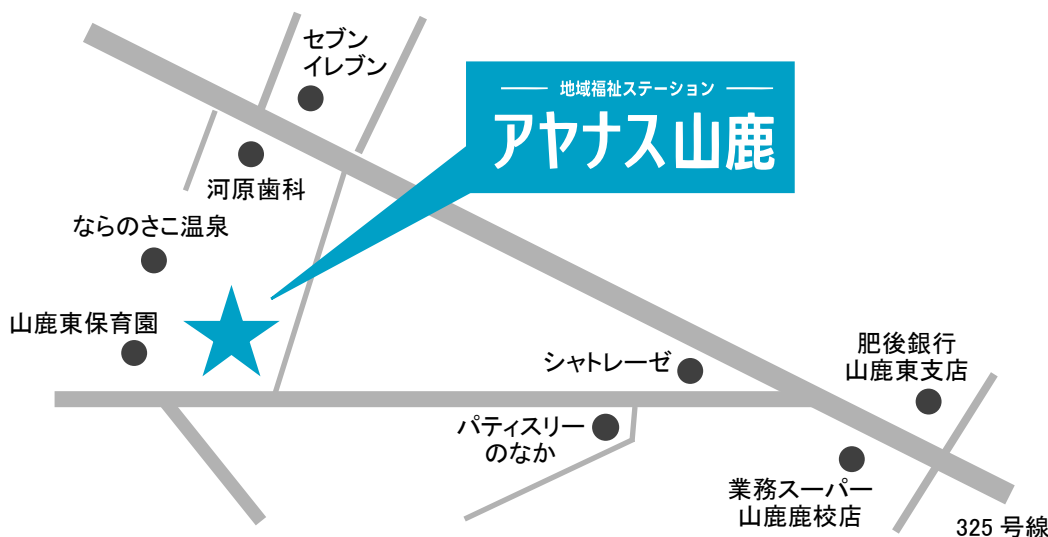 セブン
イレブン
地域福祉ステーション
アヤナス山鹿
河原歯科
ならのさこ温泉
山鹿東保育園
シャトレーゼ
肥後銀行
山鹿東支店
パティスリー
のなか
業務スーパー
山鹿鹿校店
325 号線